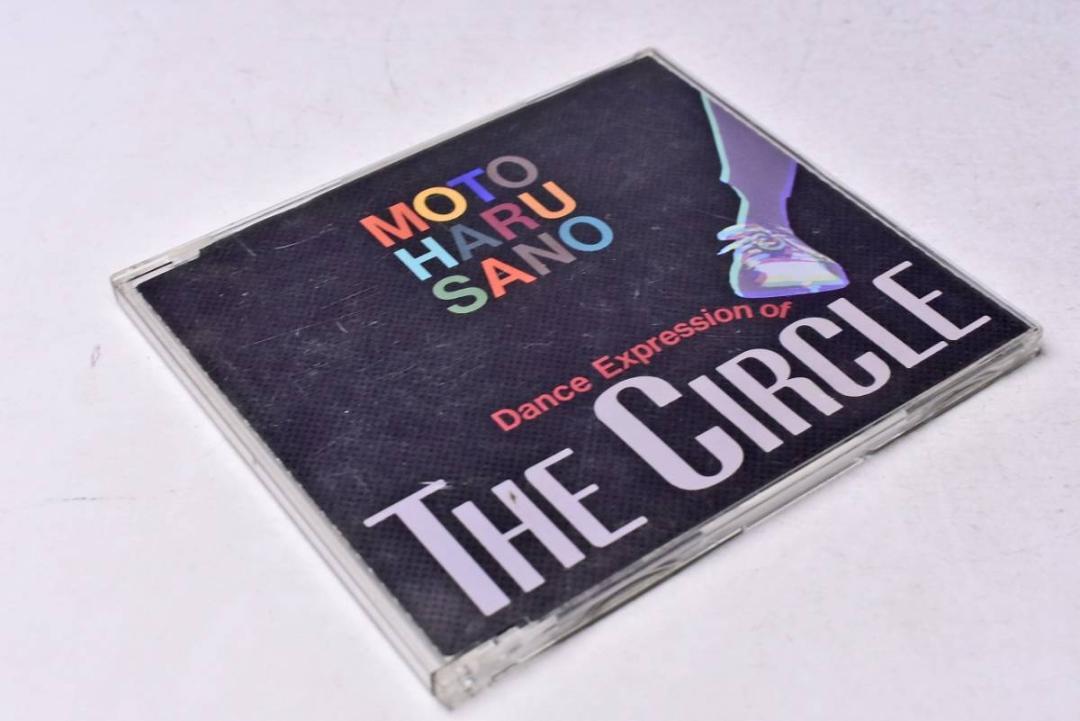 MOTO
HARU
SANO
Dance Expression of
THE CIRCLE